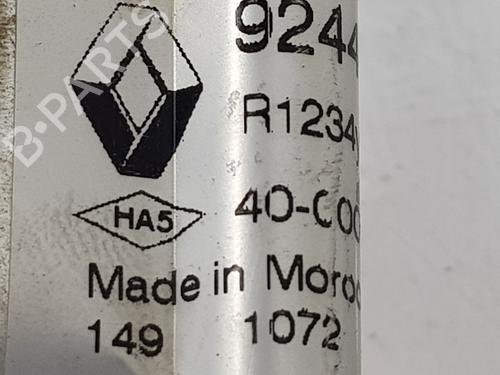 B-PARTS
9244
R1234
HA5 40-C00
Made in Moroc
149 1072